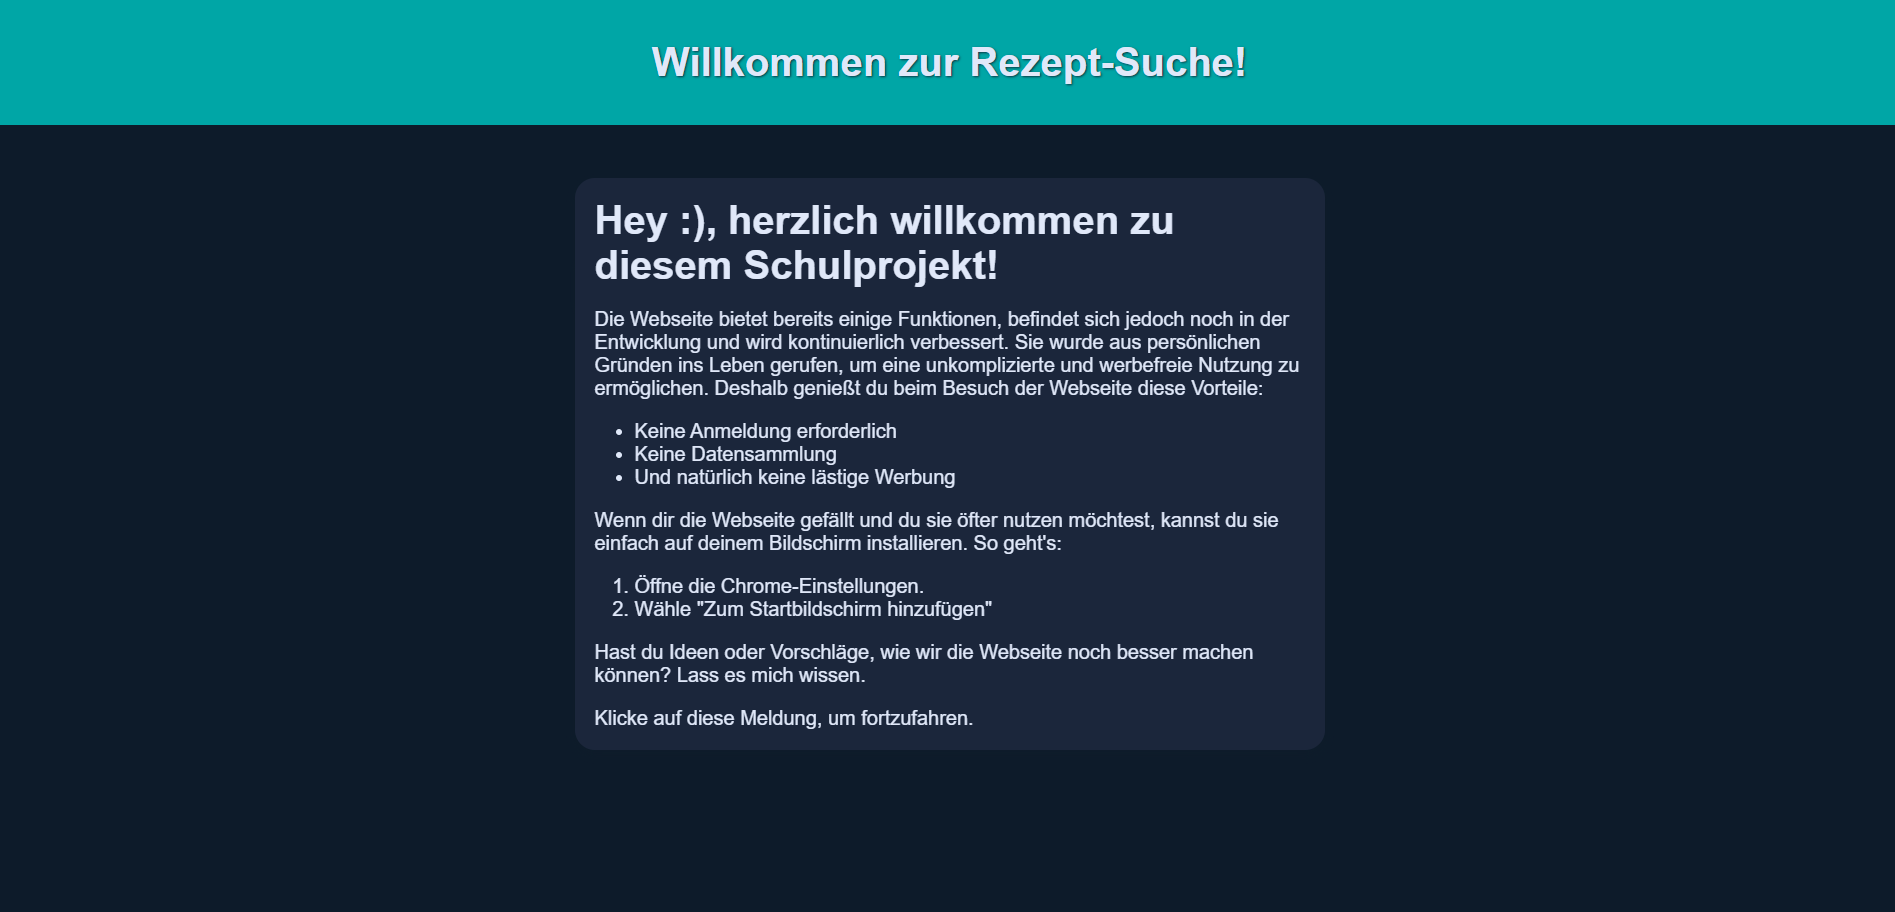 Willkommen zur Rezept-Suche!
Hey :), herzlich willkommen zu
diesem Schulprojekt!
Die Webseite bietet bereits einige Funktionen, befindet sich jedoch noch in der
Entwicklung und wird kontinuierlich verbessert. Sie wurde aus persönlichen
Gründen ins Leben gerufen, um eine unkomplizierte und werbefreie Nutzung zu
ermöglichen. Deshalb genießt du beim Besuch der Webseite diese Vorteile:
• Keine Anmeldung erforderlich
• Keine Datensammlung
• Und natürlich keine lästige Werbung
Wenn dir die Webseite gefällt und du sie öfter nutzen möchtest, kannst du sie
einfach auf deinem Bildschirm installieren. So geht's:
1. Öffne die Chrome-Einstellungen.
2. Wähle "Zum Startbildschirm hinzufügen"
Hast du Ideen oder Vorschläge, wie wir die Webseite noch besser machen
können? Lass es mich wissen.
Klicke auf diese Meldung, um fortzufahren.